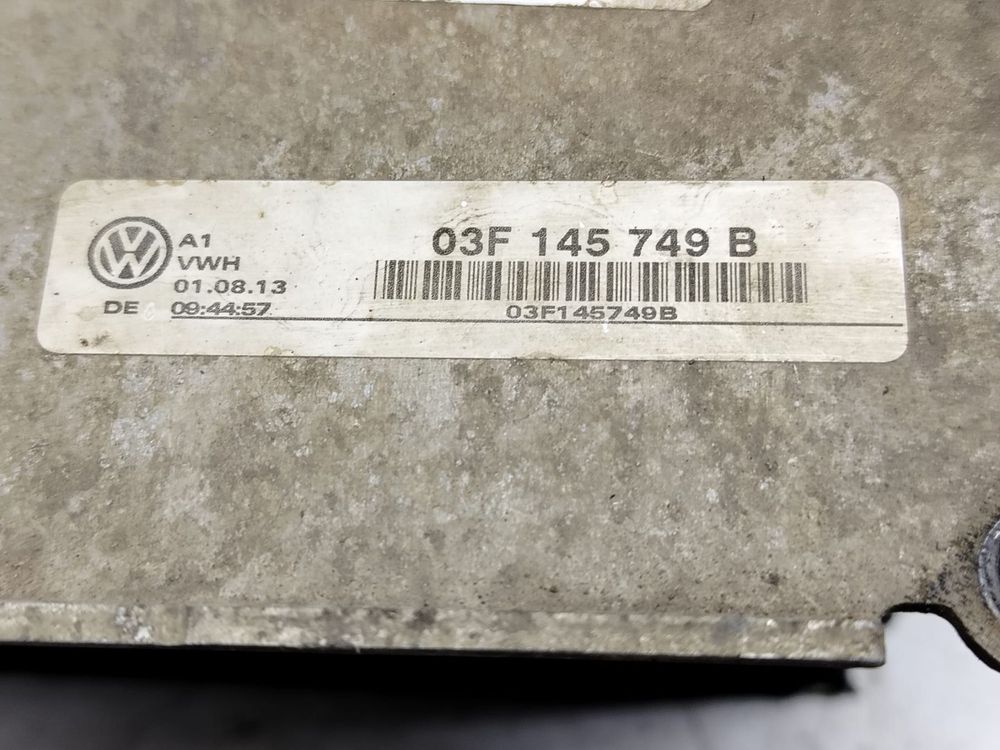 A1
VWH
01.08.13
DE 09:44:57
03F 145 749 B
03F145749B